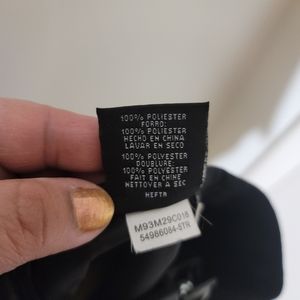 100% POLIESTER
FORRO:
100% POLIESTER
HECHO EN CHINA
LAVAR EN SECO
100% POLYESTER
DOUBLURE:
100% POLYESTER
FAIT EN CHINE
NETTOYER A SEC
HEFTR
M93M29C018
54986084-STR